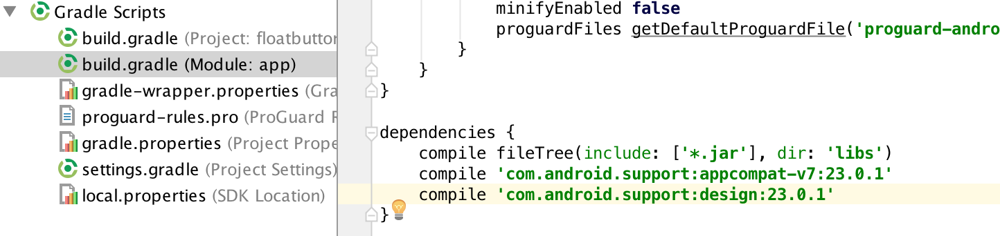 Gradle Scripts
build.gradle (Project: floatbutton
build.gradle (Module: app)
gradle-wrapper.properties (Gra
proguard-rules.pro (ProGuard R
gradle.properties (Project Prope
settings.gradle (Project Settings)
local.properties (SDK Location)
minifyEnabled false
proguardFiles getDefaultProguardFile('proguard-andro
}
}
}
dependencies {
compile fileTree(include: ['*.jar'], dir: 'libs')
compile 'com.android.support:appcompat-v7:23.0.1'
compile 'com.android.support:design:23.0.1'
}